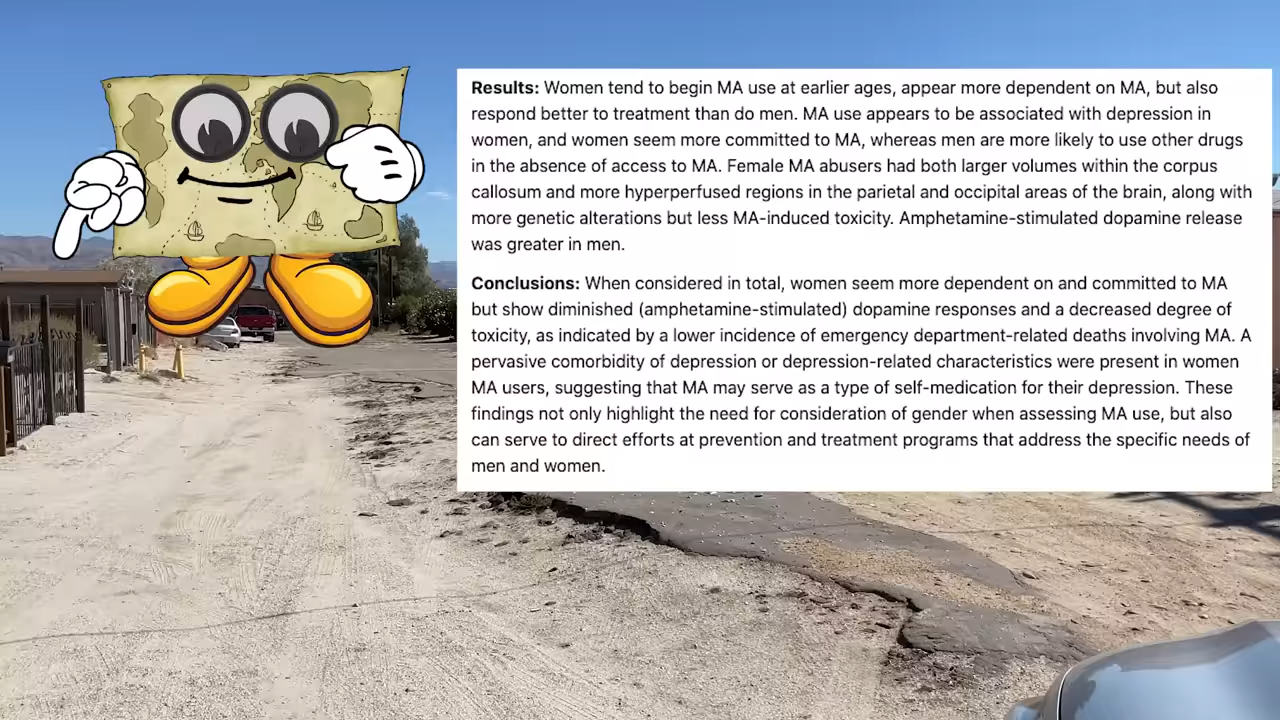 Results: Women tend to begin MA use at earlier ages, appear more dependent on MA, but also
respond better to treatment than do men. MA use appears to be associated with depression in
women, and women seem more committed to MA, whereas men are more likely to use other drugs
in the absence of access to MA. Female MA abusers had both larger volumes within the corpus
callosum and more hyperperfused regions in the parietal and occipital areas of the brain, along with
more genetic alterations but less MA-induced toxicity. Amphetamine-stimulated dopamine release
was greater in men.
Conclusions: When considered in total, women seem more dependent on and committed to MA
but show diminished (amphetamine-stimulated) dopamine responses and a decreased degree of
toxicity, as indicated by a lower incidence of emergency department-related deaths involving MA. A
pervasive comorbidity of depression or depression-related characteristics were present in women
MA users, suggesting that MA may serve as a type of self-medication for their depression. These
findings not only highlight the need for consideration of gender when assessing MA use, but also
can serve to direct efforts at prevention and treatment programs that address the specific needs of
men and women.